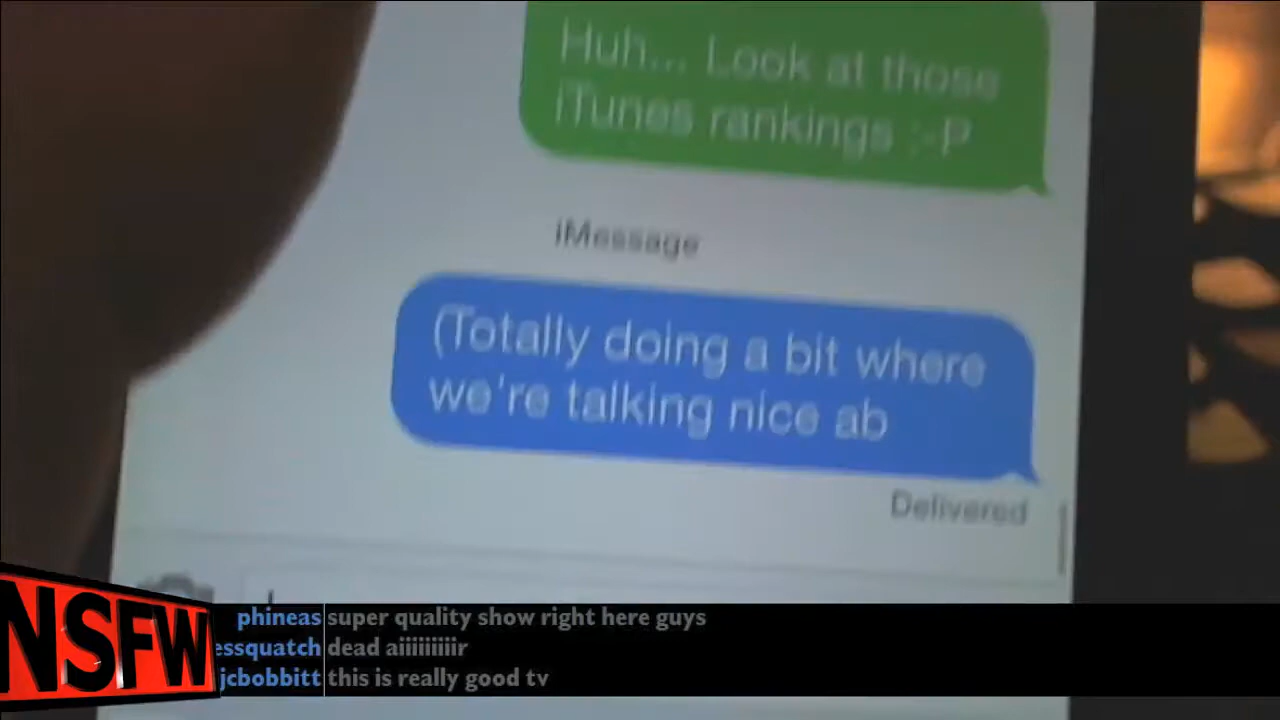 Huh... Look at those
iTunes rankings :-P
iMessage
(Totally doing a bit where
we're talking nice ab
Delivered
NSFW
phineas super quality show right here guys
essquatch dead aiiiiiiiiir
jcbobbitt this is really good tv